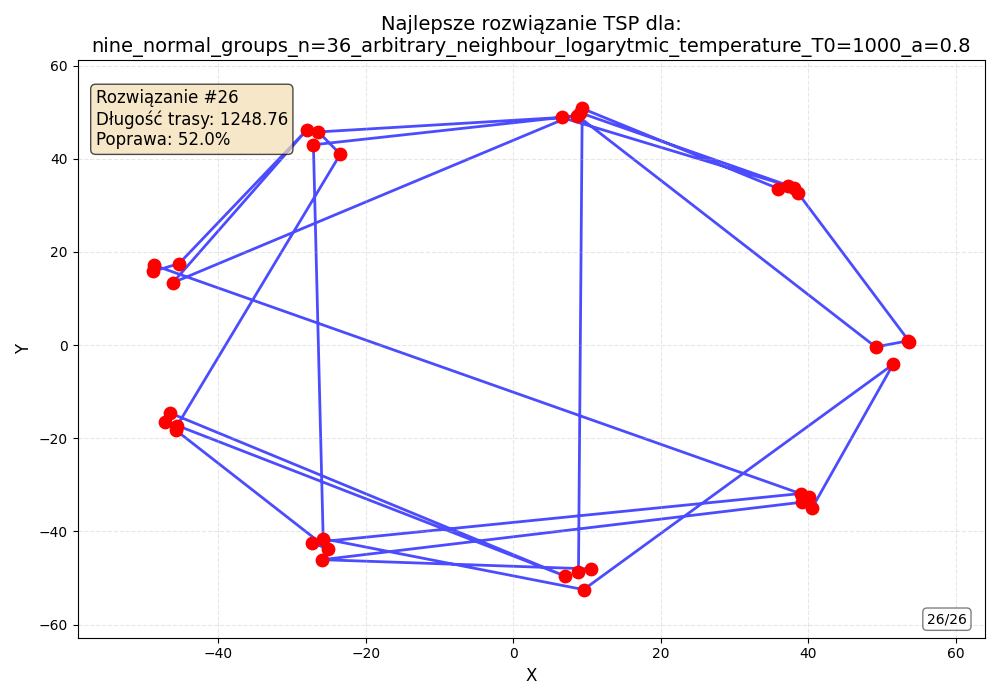 Najlepsze rozwiązanie TSP dla:
nine_normal_groups_n=36_arbitrary_neighbour_logarytmic_temperature_T0=1000_a=0.8
60
40
20
0
−20
−40
−60
Y
Rozwiązanie #26
Długość trasy: 1248.76
Poprawa: 52.0%
26/26
−40
−20
0
20
40
60
X